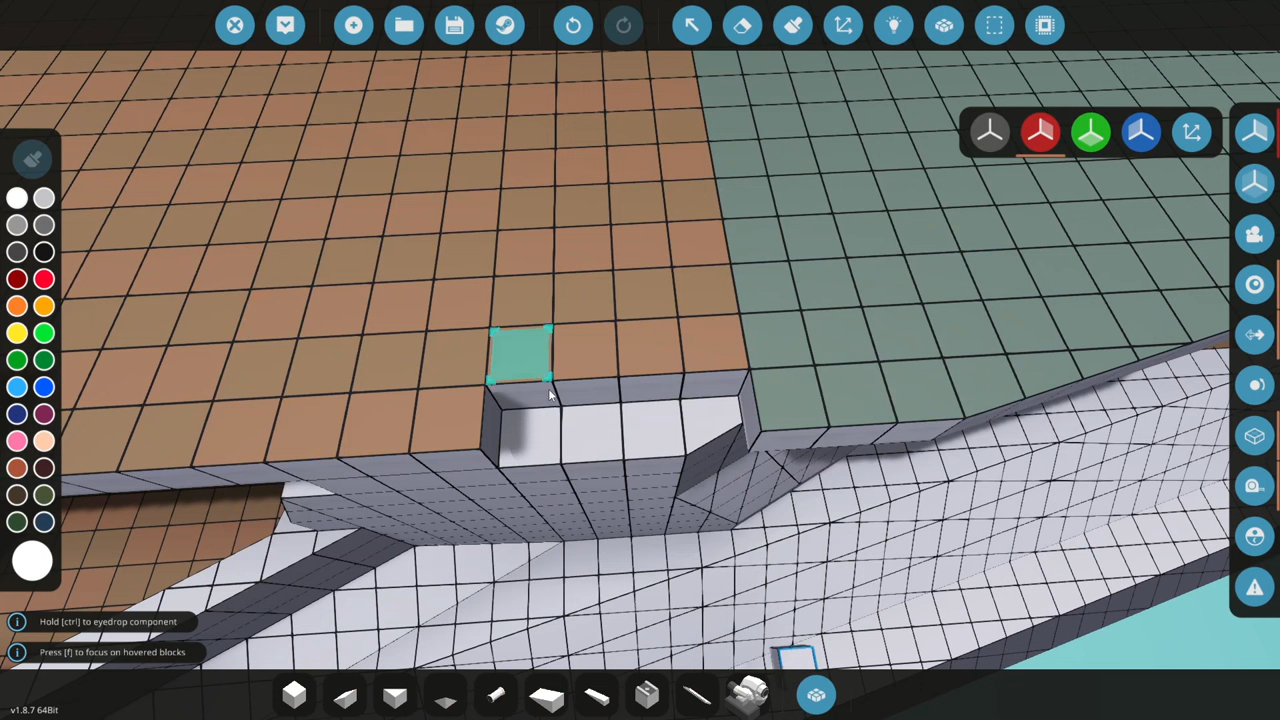 Hold [ctrl] to eyedrop component
Press [f] to focus on hovered blocks
v1.8.7 64Bit